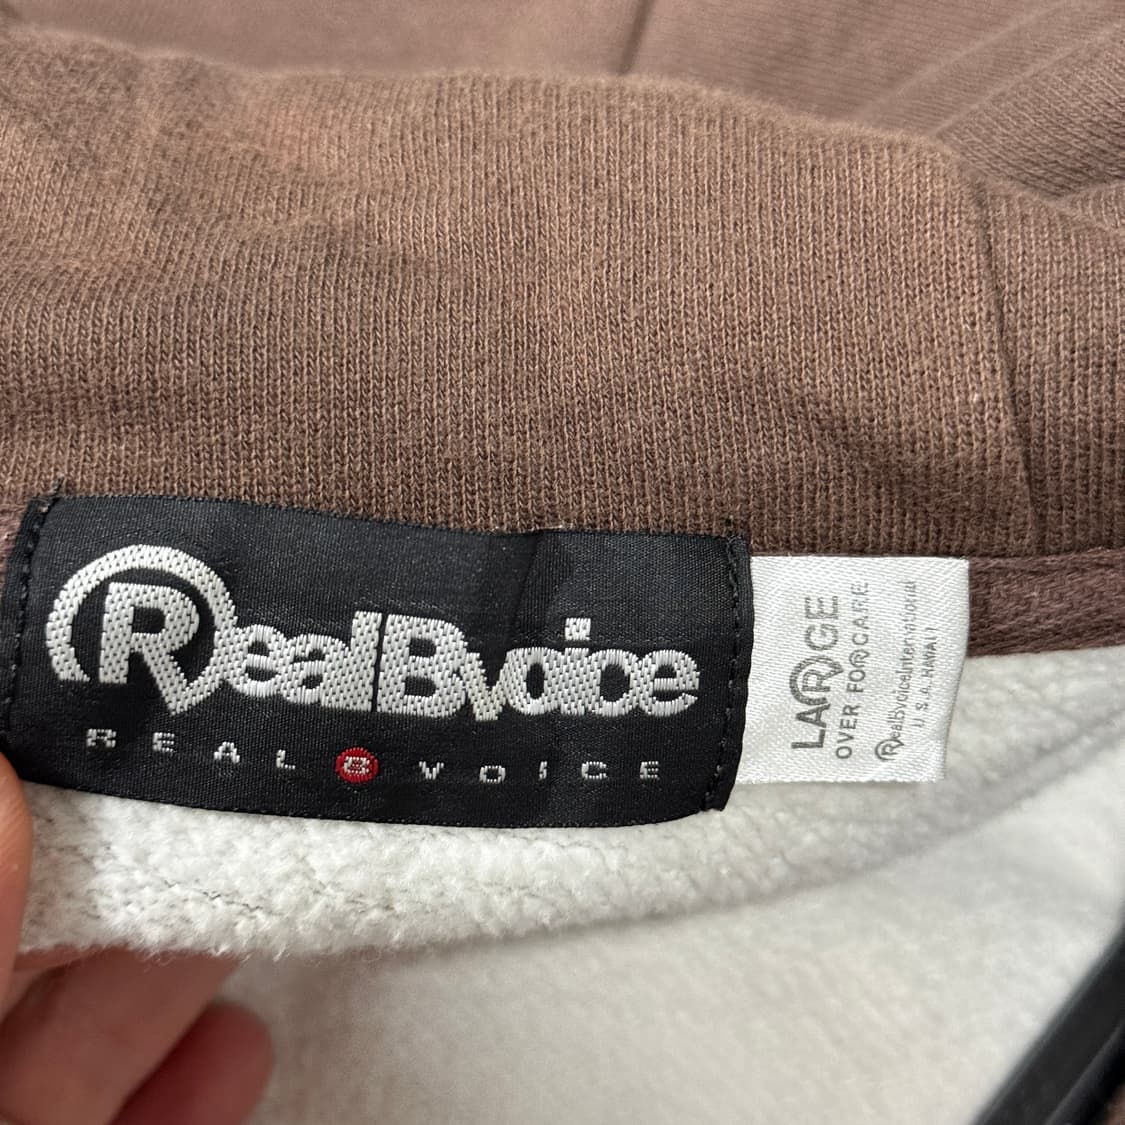 RealBvoice
REAL B VOICE
LARGE
OVER FOR CARE
RealBvoiceInternational
U.S.A. HAWAII